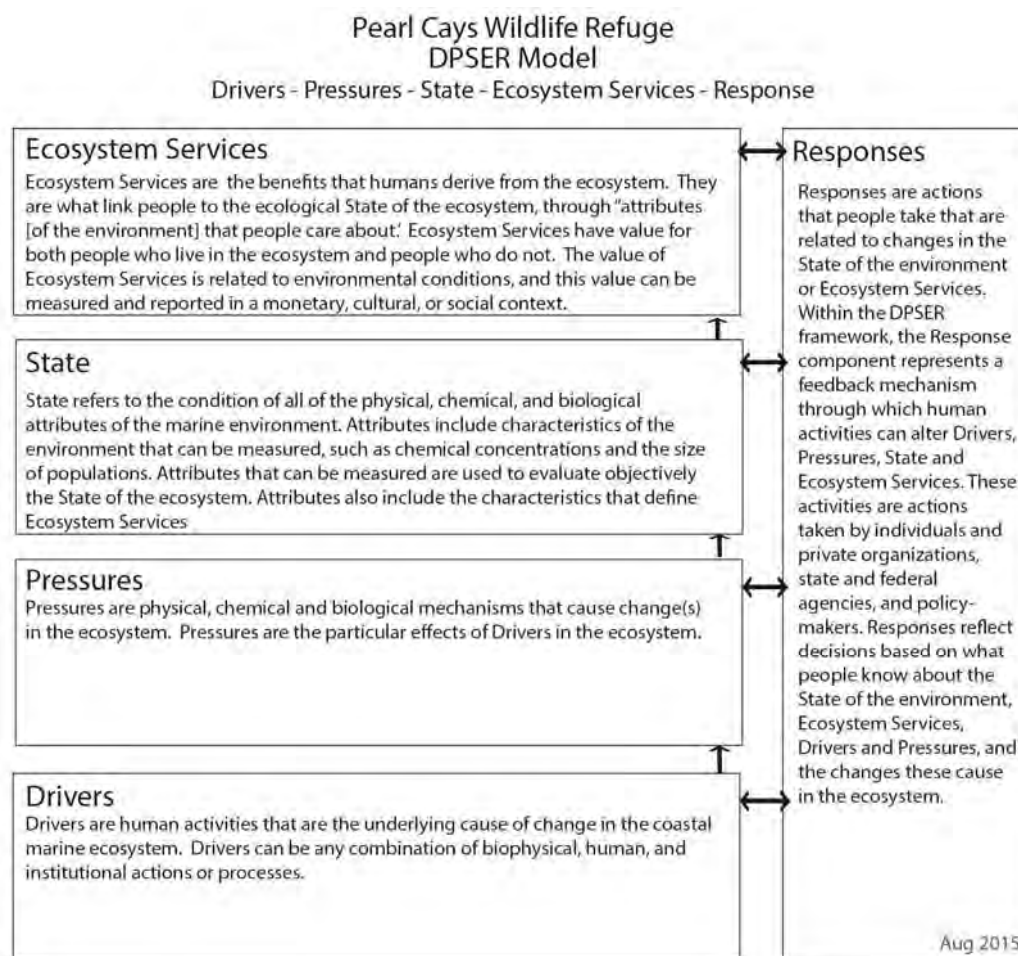 Pearl Cays Wildlife Refuge
DPSER Model
Drivers - Pressures - State - Ecosystem Services - Response
Ecosystem Services
Ecosystem Services are the benefits that humans derive from the ecosystem. They
are what link people to the ecological State of the ecosystem, through “attributes
[of the environment] that people care about.’ Ecosystem Services have value for
both people who live in the ecosystem and people who do not. The value of
Ecosystem Services is related to environmental conditions, and this value can be
measured and reported in a monetary, cultural, or social context.
State
State refers to the condition of all of the physical, chemical, and biological
attributes of the marine environment. Attributes include characteristics of the
environment that can be measured, such as chemical concentrations and the size
of populations. Attributes that can be measured are used to evaluate objectively
the State of the ecosystem. Attributes also include the characteristics that define
Ecosystem Services
Pressures
Pressures are physical, chemical and biological mechanisms that cause change(s)
in the ecosystem. Pressures are the particular effects of Drivers in the ecosystem.
Drivers
Drivers are human activities that are the underlying cause of change in the coastal
marine ecosystem. Drivers can be any combination of biophysical, human, and
institutional actions or processes.
Responses
Responses are actions
that people take that are
related to changes in the
State of the environment
or Ecosystem Services.
Within the DPSER
framework, the Response
component represents a
feedback mechanism
through which human
activities can alter Drivers,
Pressures, State and
Ecosystem Services. These
activities are actions
taken by individuals and
private organizations,
state and federal
agencies, and policy-
makers. Responses reflect
decisions based on what
people know about the
State of the environment,
Ecosystem Services,
Drivers and Pressures, and
the changes these cause
in the ecosystem.
Aug 2015